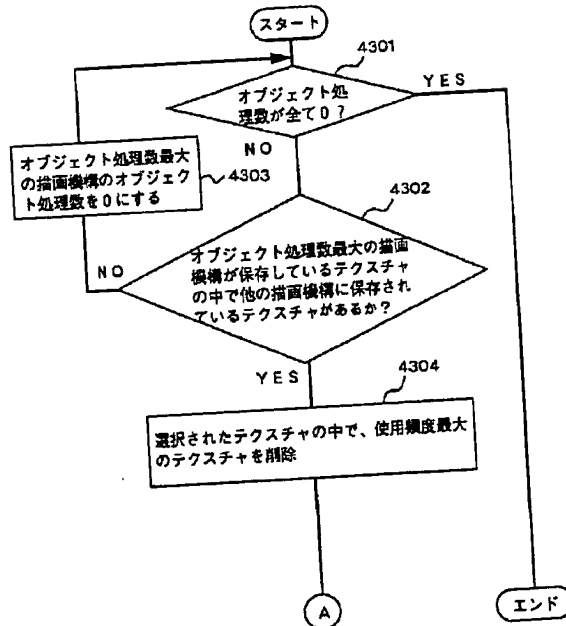 スタート
4301
オブジェクト処
理数が全て0?
YES
NO
オブジェクト処理数最大
の描画機構のオブジェク
ト処理数を0にする
4303
4302
オブジェクト処理数最大の描画
機構が保存しているテクスチャ
の中で他の描画機構に保存され
ているテクスチャがあるか?
NO
YES
4304
選択されたテクスチャの中で、使用頻度最大
のテクスチャを削除
A
エンド